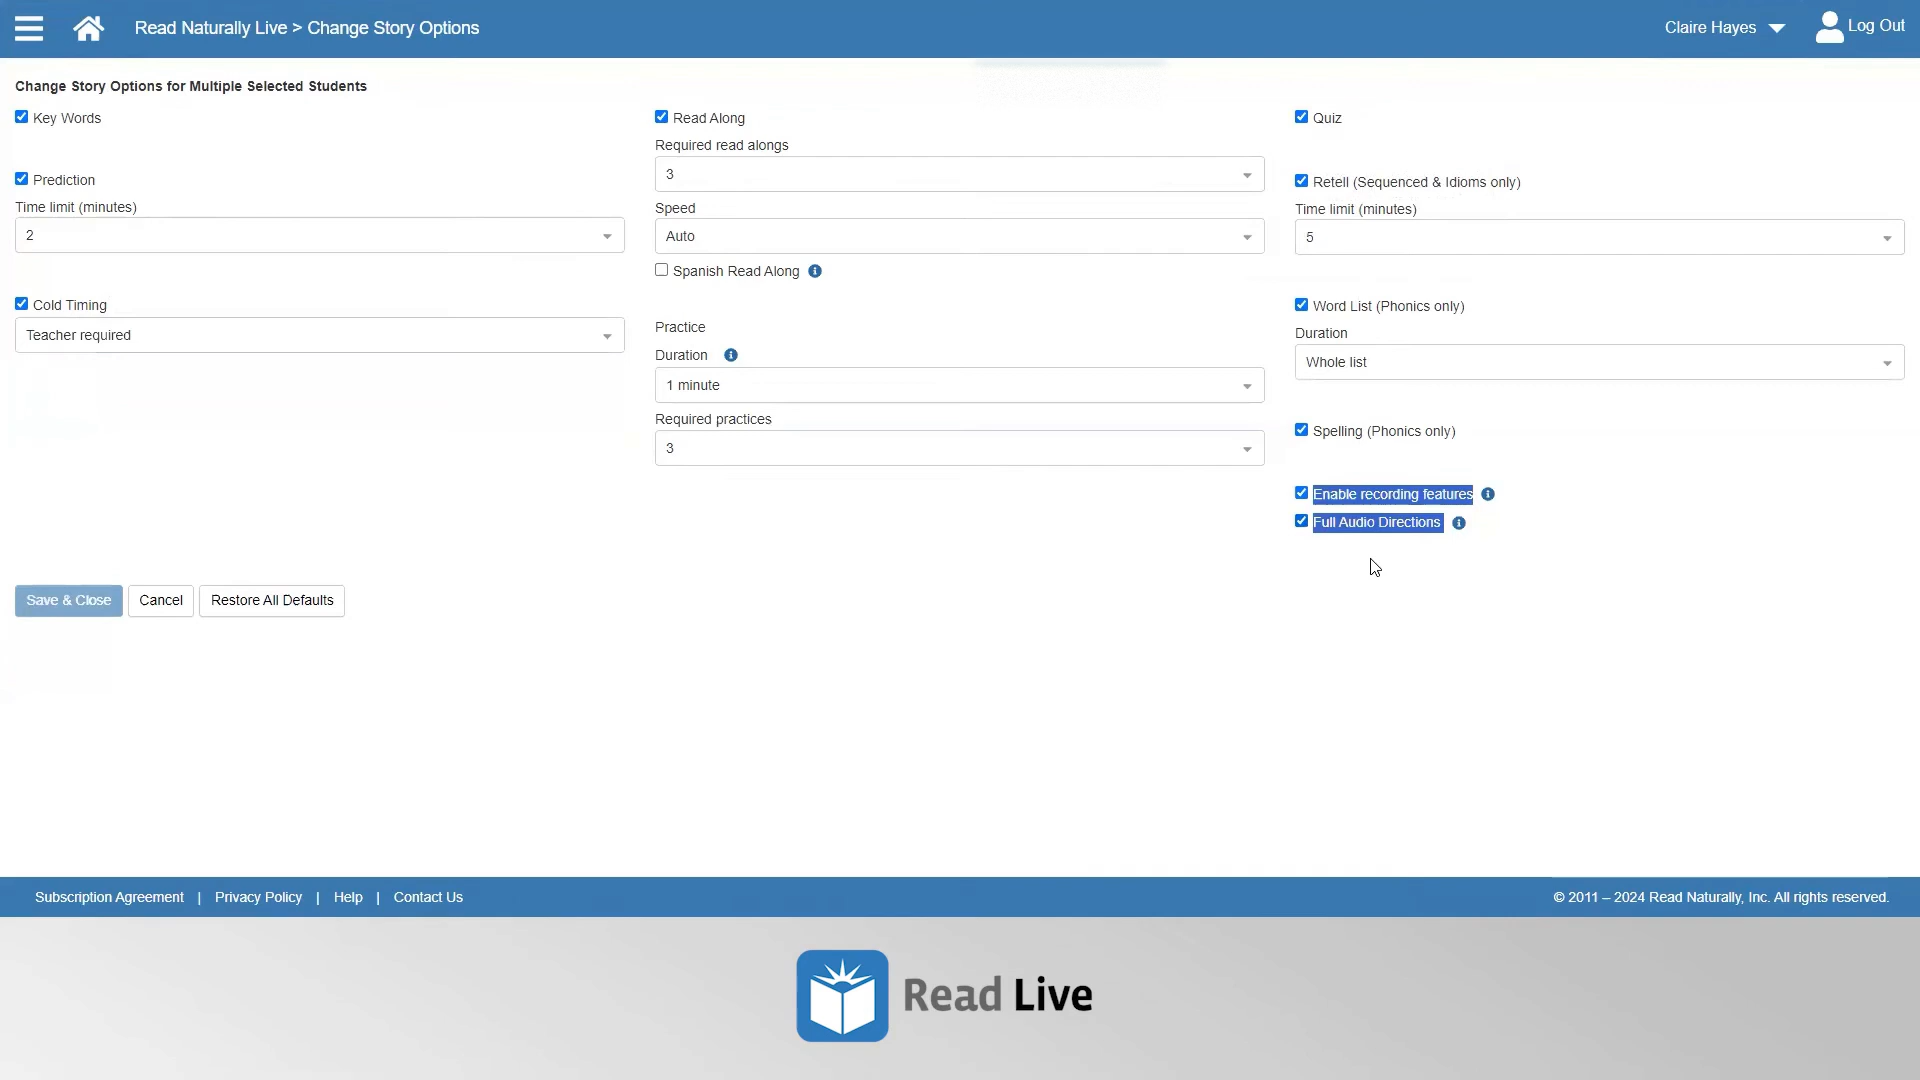 Read Naturally Live > Change Story Options
Claire Hayes
Log Out
Change Story Options for Multiple Selected Students
Key Words
Prediction
Time limit (minutes)
2
Cold Timing
Teacher required
Read Along
Required read alongs
3
Speed
Auto
Spanish Read Along
Practice
Duration
1 minute
Required practices
3
Quiz
Retell (Sequenced & Idioms only)
Time limit (minutes)
5
Word List (Phonics only)
Duration
Whole list
Spelling (Phonics only)
Enable recording features
Full Audio Directions
Save & Close
Cancel
Restore All Defaults
Subscription Agreement | Privacy Policy | Help | Contact Us
© 2011 – 2024 Read Naturally, Inc. All rights reserved.
Read Live